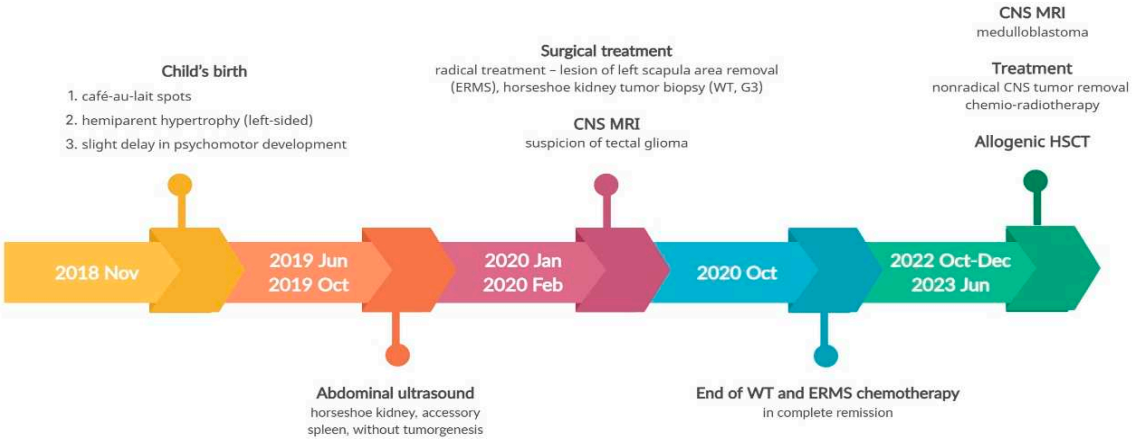 Child's birth
1. café-au-lait spots
2. hemiparent hypertrophy (left-sided)
3. slight delay in psychomotor development
Surgical treatment
radical treatment – lesion of left scapula area removal
(ERMS), horseshoe kidney tumor biopsy (WT, G3)
CNS MRI
suspicion of tectal glioma
CNS MRI
medulloblastoma
Treatment
nonradical CNS tumor removal
chemio-radiotherapy
Allogenic HSCT
2018 Nov
2019 Jun
2019 Oct
2020 Jan
2020 Feb
2020 Oct
2022 Oct-Dec
2023 Jun
Abdominal ultrasound
horseshoe kidney, accessory
spleen, without tumorgenesis
End of WT and ERMS chemotherapy
in complete remission